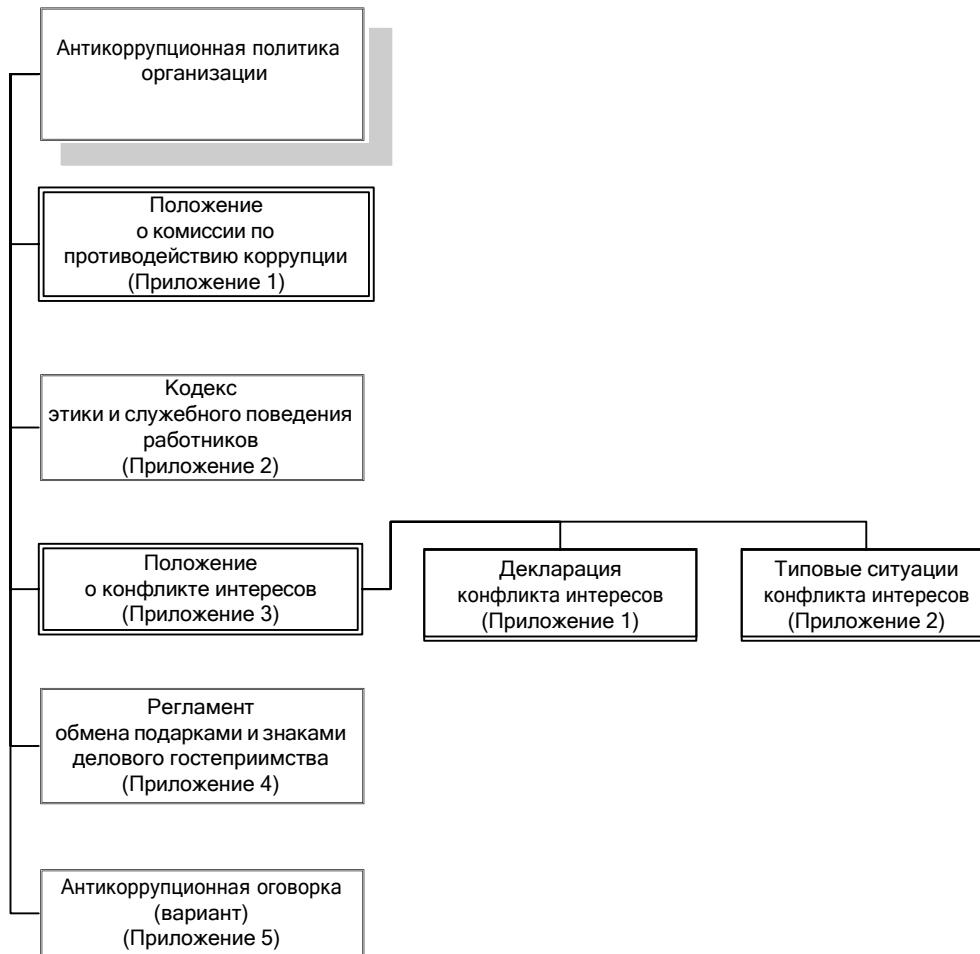 Антикоррупционная политика
организации
Положение
о комиссии по
противодействию коррупции
(Приложение 1)
Кодекс
этики и служебного поведения
работников
(Приложение 2)
Положение
о конфликте интересов
(Приложение 3)
Декларация
конфликта интересов
(Приложение 1)
Типовые ситуации
конфликта интересов
(Приложение 2)
Регламент
обмена подарками и знаками
делового гостеприимства
(Приложение 4)
Антикоррупционная оговорка
(вариант)
(Приложение 5)